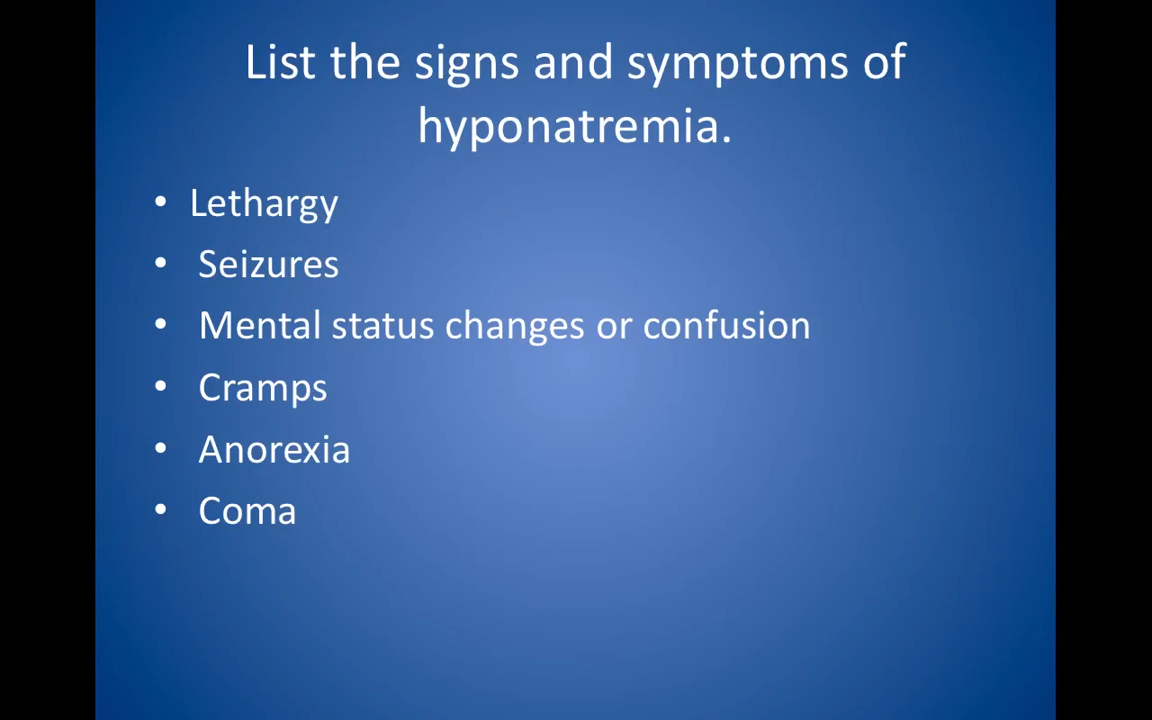 List the signs and symptoms of
hyponatremia.
• Lethargy
• Seizures
• Mental status changes or confusion
• Cramps
• Anorexia
• Coma